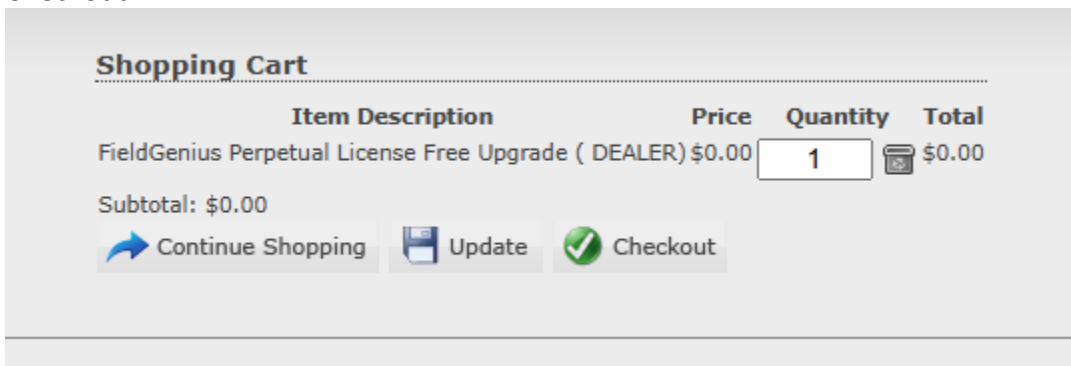 Shopping Cart
Item Description Price Quantity Total
FieldGenius Perpetual License Free Upgrade ( DEALER) $0.00 1 $0.00
Subtotal: $0.00
Continue Shopping Update Checkout